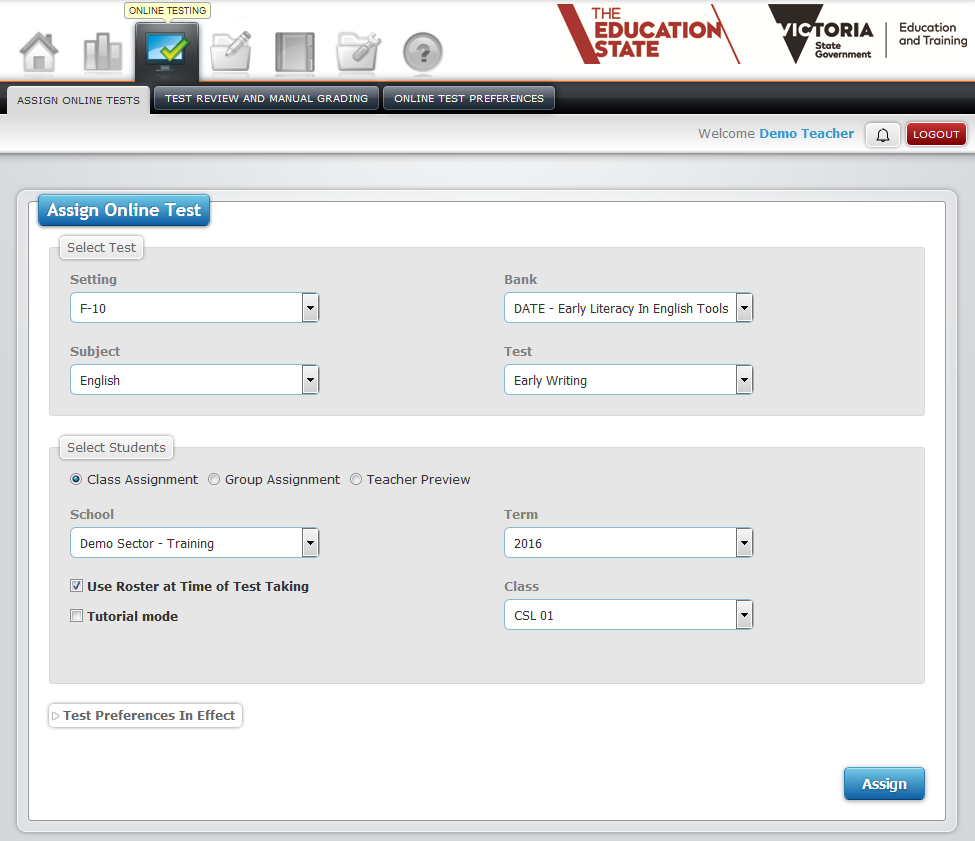 ONLINE TESTING
THE
EDUCATION
STATE
VICTORIA
State
Government
Education
and Training
?
ASSIGN ONLINE TESTS
TEST REVIEW AND MANUAL GRADING
ONLINE TEST PREFERENCES
Welcome Demo Teacher
LOGOUT
Assign Online Test
Select Test
Setting
Bank
F-10
DATE - Early Literacy In English Tools
Subject
Test
English
Early Writing
Select Students
Class Assignment
Group Assignment
Teacher Preview
School
Term
Demo Sector - Training
2016
Use Roster at Time of Test Taking
Class
Tutorial mode
CSL 01
Test Preferences In Effect
Assign